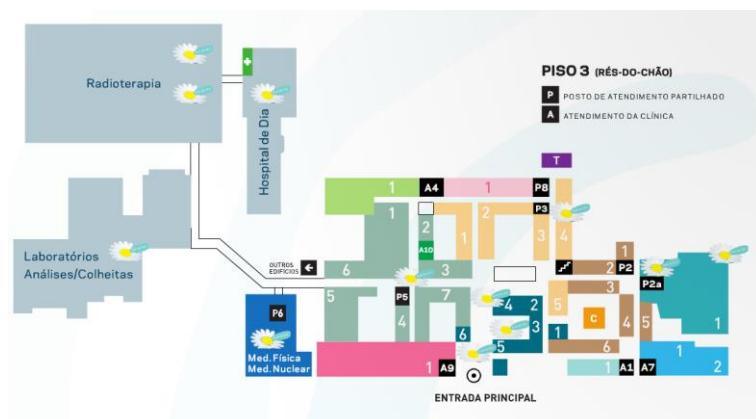 Radioterapia
Hospital de Dia
PISO 3 (RÉS-DO-CHÃO)
P POSTO DE ATENDIMENTO PARTILHADO
A ATENDIMENTO DA CLÍNICA
T
1 A4 1 P8
1 2 2 P3
A10 1 3 4
Laboratórios
Análises/Colheitas
OUTROS
EDIFÍCIOS
6 3
1
2 P2
P2a
3
P6
5 P5 7
4 2 5 C 4 5 1
4 6 3 1
5 6
Med. Física
Med. Nuclear
1 A9
1 A1 A7 1 2
ENTRADA PRINCIPAL